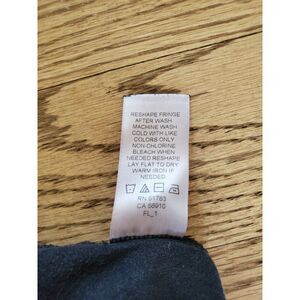 RESHAPE FRINGE
AFTER WASH
MACHINE WASH
COLD WITH LIKE
COLORS ONLY
NON-CHLORINE
BLEACH WHEN
NEEDED RESHAPE
LAY FLAT TO DRY
WARM IRON IF
NEEDED
RN 61783
CA 56910
FL_1